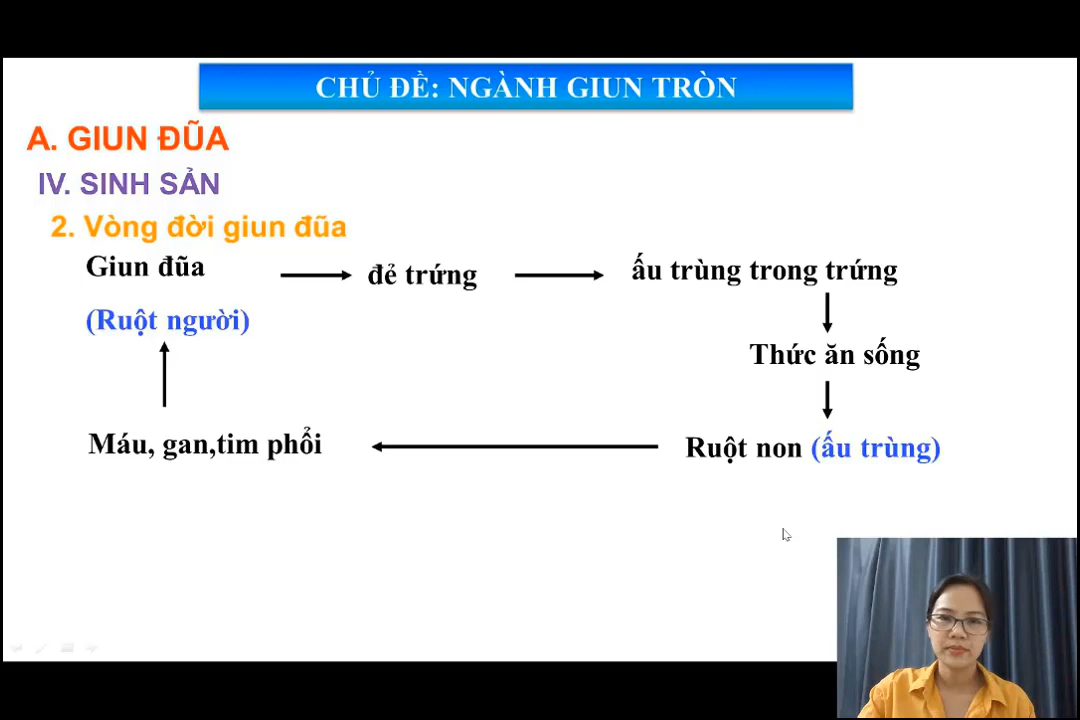 CHỦ ĐỀ: NGÀNH GIUN TRÒN
A. GIUN ĐŨA
IV. SINH SẢN
2. Vòng đời giun đũa
Giun đũa
đẻ trứng
ấu trùng trong trứng
(Ruột người)
Thức ăn sống
Máu, gan,tim phổi
Ruột non (ấu trùng)